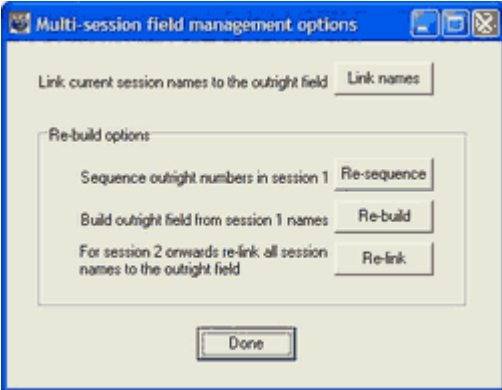 Multi-session field management options
Link current session names to the outright field Link names
Re-build options
Sequence outright numbers in session 1 Re-sequence
Build outright field from session 1 names Re-build
For session 2 onwards re-link all session
names to the outright field Re-link
Done